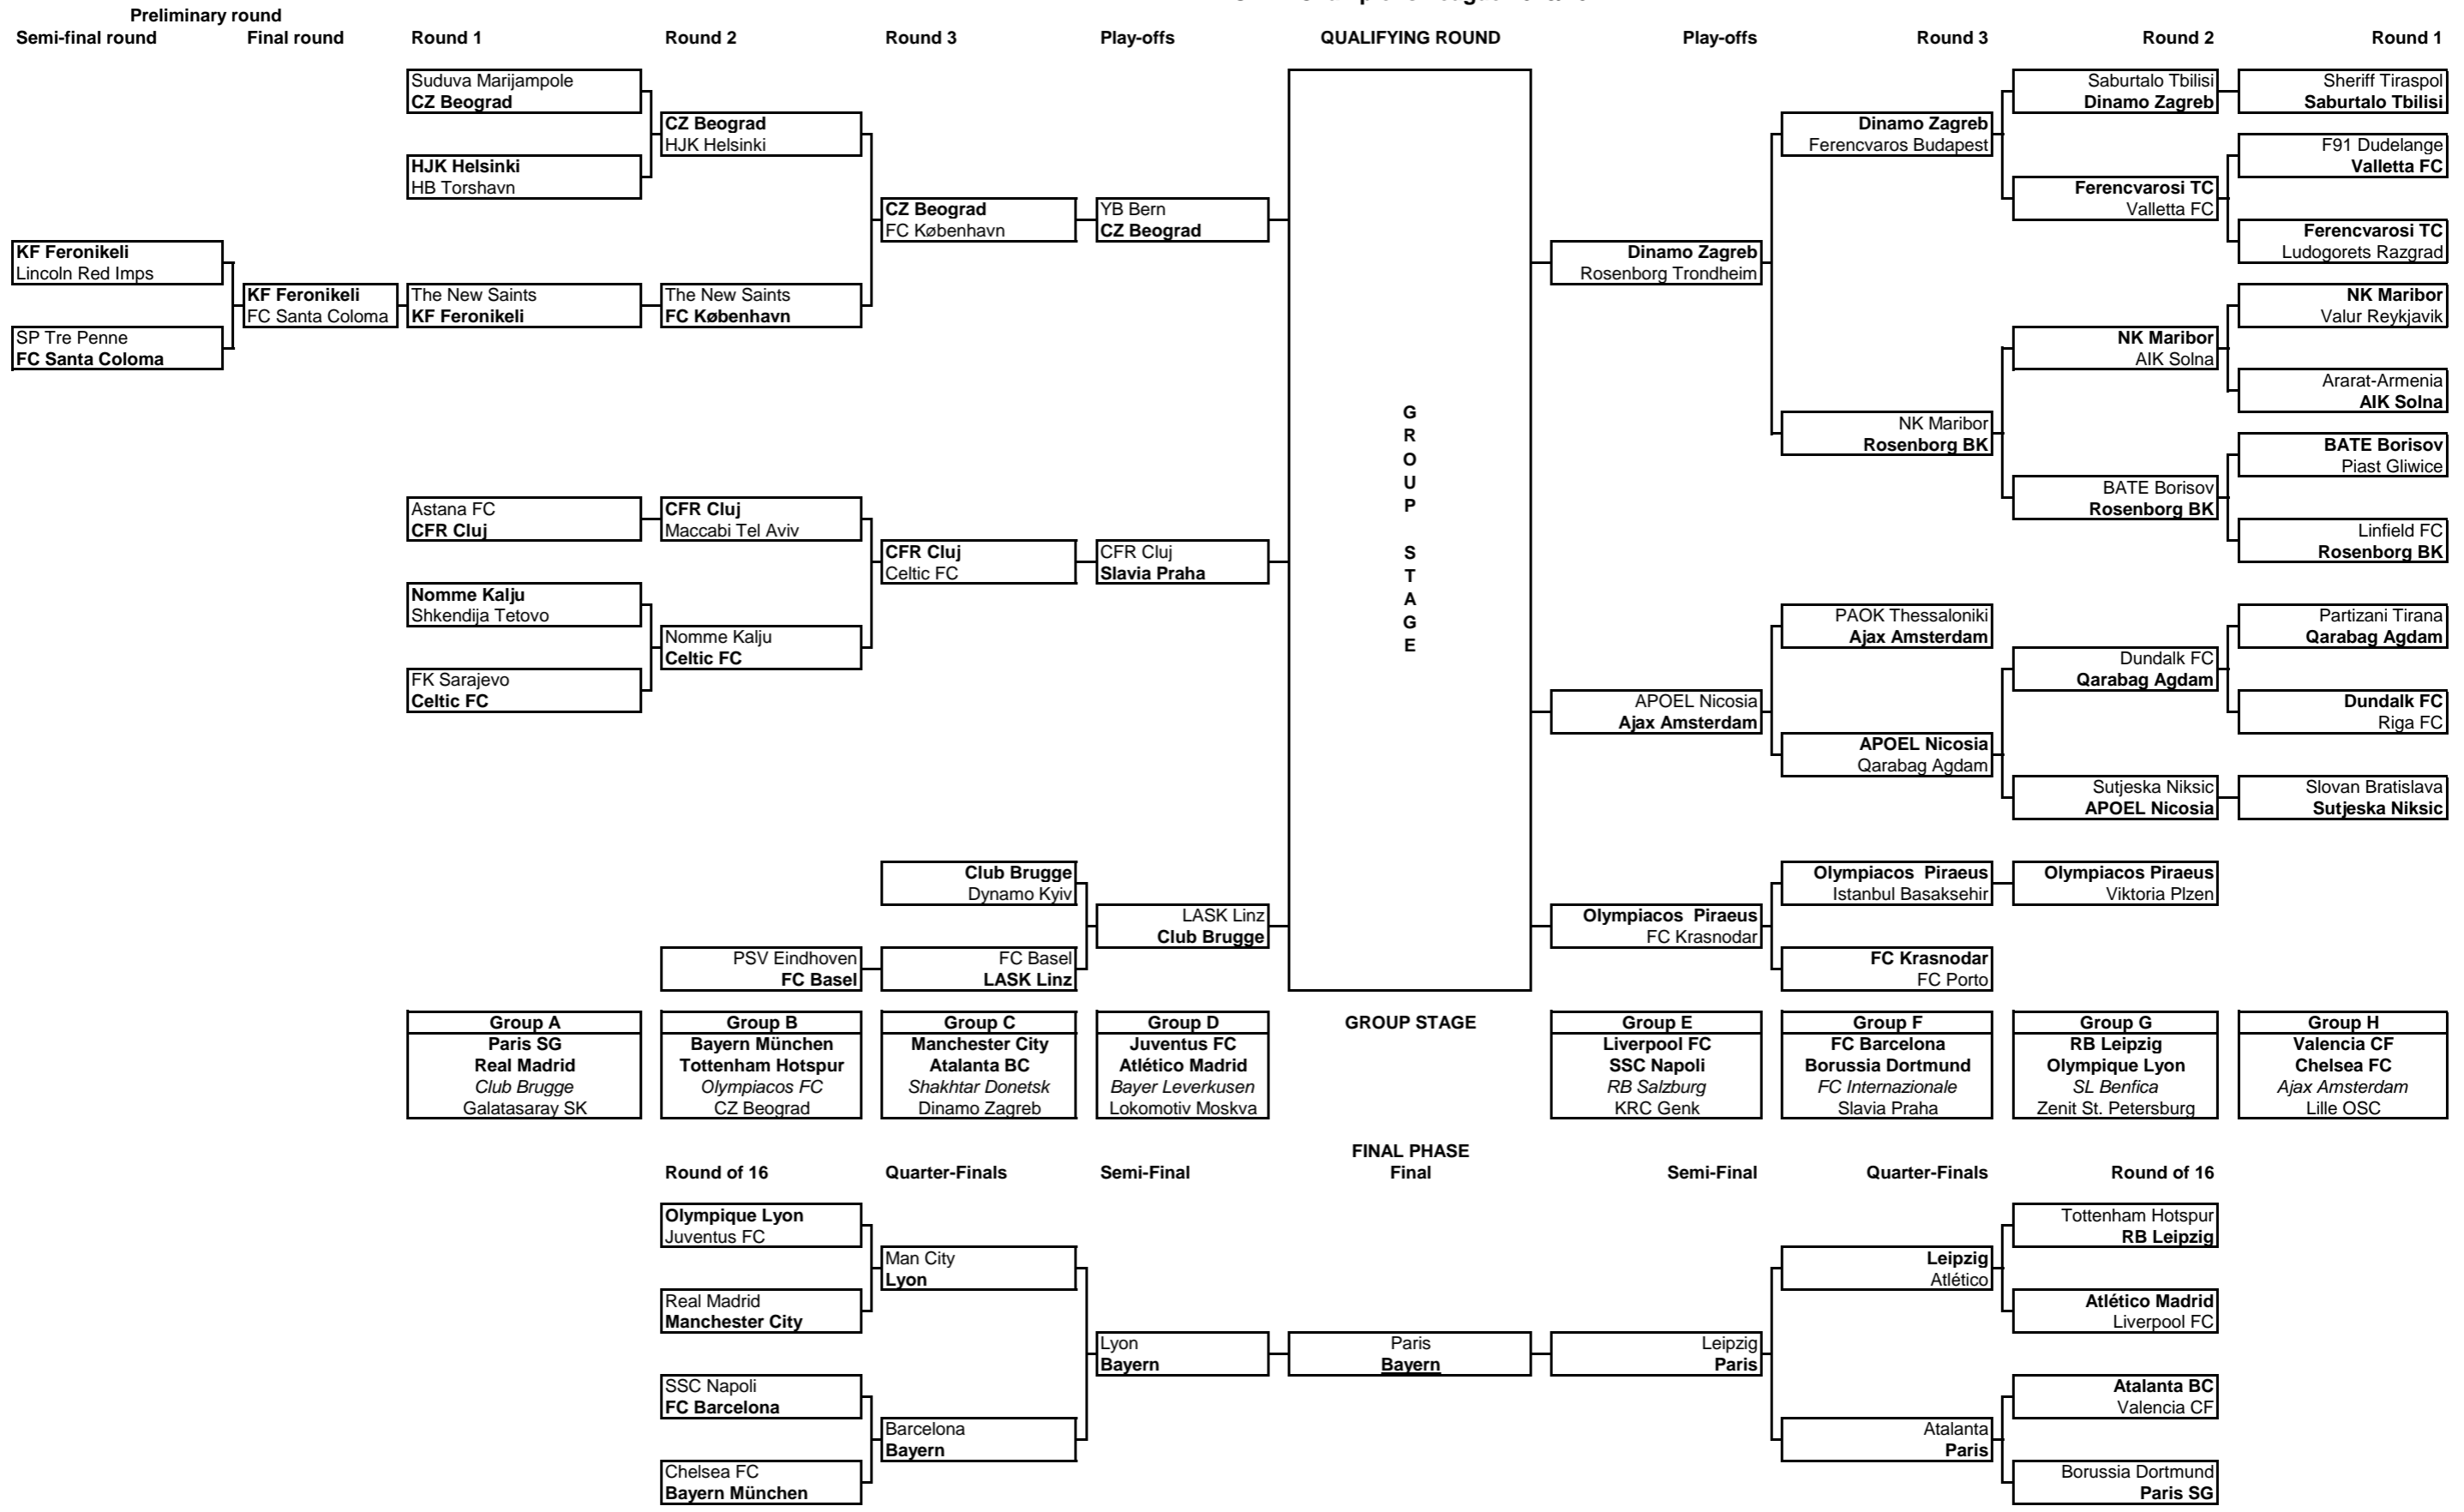 Preliminary round
Semi-final round
Final round
Round 1
Round 2
Round 3
Play-offs
QUALIFYING ROUND
Play-offs
Round 3
Round 2
Round 1
Suduva Marijampole
CZ Beograd
HJK Helsinki
HB Torshavn
CZ Beograd
HJK Helsinki
CZ Beograd
FC København
YB Bern
CZ Beograd
KF Feronikeli
Lincoln Red Imps
SP Tre Penne
FC Santa Coloma
KF Feronikeli
FC Santa Coloma
The New Saints
KF Feronikeli
The New Saints
FC København
Astana FC
CFR Cluj
CFR Cluj
Maccabi Tel Aviv
CFR Cluj
Celtic FC
CFR Cluj
Slavia Praha
Nomme Kalju
Shkendija Tetovo
FK Sarajevo
Celtic FC
Nomme Kalju
Celtic FC
Club Brugge
Dynamo Kyiv
LASK Linz
Club Brugge
PSV Eindhoven
FC Basel
FC Basel
LASK Linz
G
R
O
U
P
S
T
A
G
E
Dinamo Zagreb
Rosenborg Trondheim
Dinamo Zagreb
Ferencvaros Budapest
Saburtalo Tbilisi
Dinamo Zagreb
Sheriff Tiraspol
Saburtalo Tbilisi
F91 Dudelange
Valletta FC
Ferencvarosi TC
Valletta FC
Ferencvarosi TC
Ludogorets Razgrad
NK Maribor
Valur Reykjavik
NK Maribor
AIK Solna
Ararat-Armenia
AIK Solna
NK Maribor
Rosenborg BK
BATE Borisov
Piast Gliwice
BATE Borisov
Rosenborg BK
Linfield FC
Rosenborg BK
PAOK Thessaloniki
Ajax Amsterdam
Partizani Tirana
Qarabag Agdam
Dundalk FC
Qarabag Agdam
Dundalk FC
Riga FC
APOEL Nicosia
Ajax Amsterdam
APOEL Nicosia
Qarabag Agdam
Sutjeska Niksic
APOEL Nicosia
Slovan Bratislava
Sutjeska Niksic
Olympiacos Piraeus
Istanbul Basaksehir
Olympiacos Piraeus
Viktoria Plzen
Olympiacos Piraeus
FC Krasnodar
FC Krasnodar
FC Porto
Group A
Paris SG
Real Madrid
Club Brugge
Galatasaray SK
Group B
Bayern München
Tottenham Hotspur
Olympiacos FC
CZ Beograd
Group C
Manchester City
Atalanta BC
Shakhtar Donetsk
Dinamo Zagreb
Group D
Juventus FC
Atlético Madrid
Bayer Leverkusen
Lokomotiv Moskva
GROUP STAGE
Group E
Liverpool FC
SSC Napoli
RB Salzburg
KRC Genk
Group F
FC Barcelona
Borussia Dortmund
FC Internazionale
Slavia Praha
Group G
RB Leipzig
Olympique Lyon
SL Benfica
Zenit St. Petersburg
Group H
Valencia CF
Chelsea FC
Ajax Amsterdam
Lille OSC
FINAL PHASE
Round of 16
Quarter-Finals
Semi-Final
Final
Semi-Final
Quarter-Finals
Round of 16
Olympique Lyon
Juventus FC
Man City
Lyon
Real Madrid
Manchester City
Lyon
Bayern
SSC Napoli
FC Barcelona
Barcelona
Bayern
Chelsea FC
Bayern München
Paris
Bayern
Leipzig
Paris
Leipzig
Atlético
Tottenham Hotspur
RB Leipzig
Atlético Madrid
Liverpool FC
Atalanta
Paris
Atalanta BC
Valencia CF
Borussia Dortmund
Paris SG